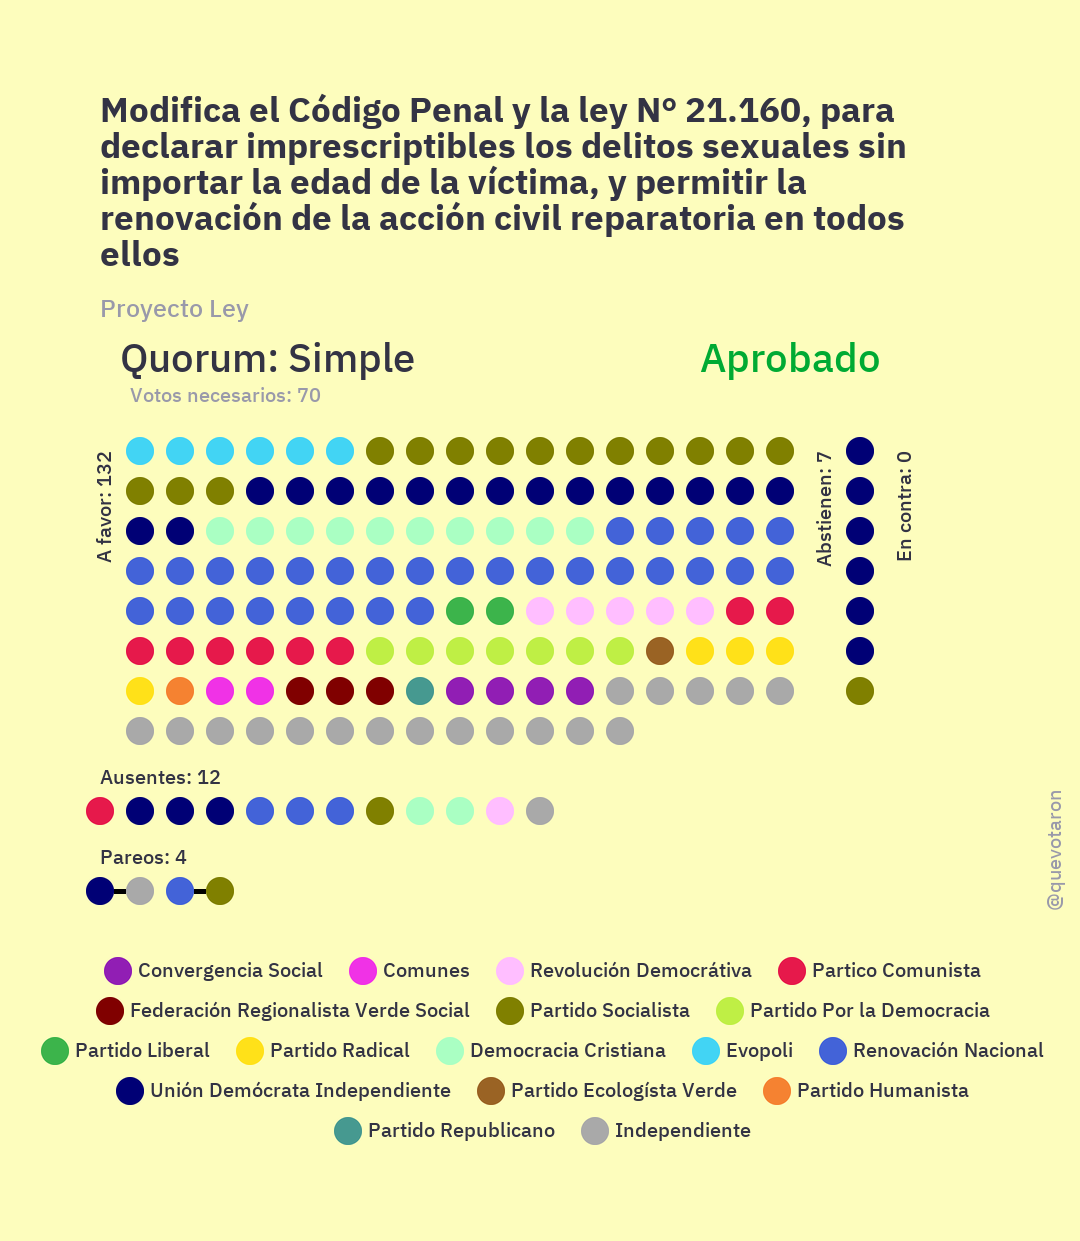 Modifica el Código Penal y la ley N° 21.160, para
declarar imprescriptibles los delitos sexuales sin
importar la edad de la víctima, y permitir la
renovación de la acción civil reparatoria en todos
ellos
Proyecto Ley
Quorum: Simple
Aprobado
Votos necesarios: 70
A favor: 132
Abstienen: 7
En contra: 0
Ausentes: 12
Pareos: 4
@quevotaron
Convergencia Social
Comunes
Revolución Democrátiva
Partico Comunista
Federación Regionalista Verde Social
Partido Socialista
Partido Por la Democracia
Partido Liberal
Partido Radical
Democracia Cristiana
Evopoli
Renovación Nacional
Unión Demócrata Independiente
Partido Ecologísta Verde
Partido Humanista
Partido Republicano
Independiente